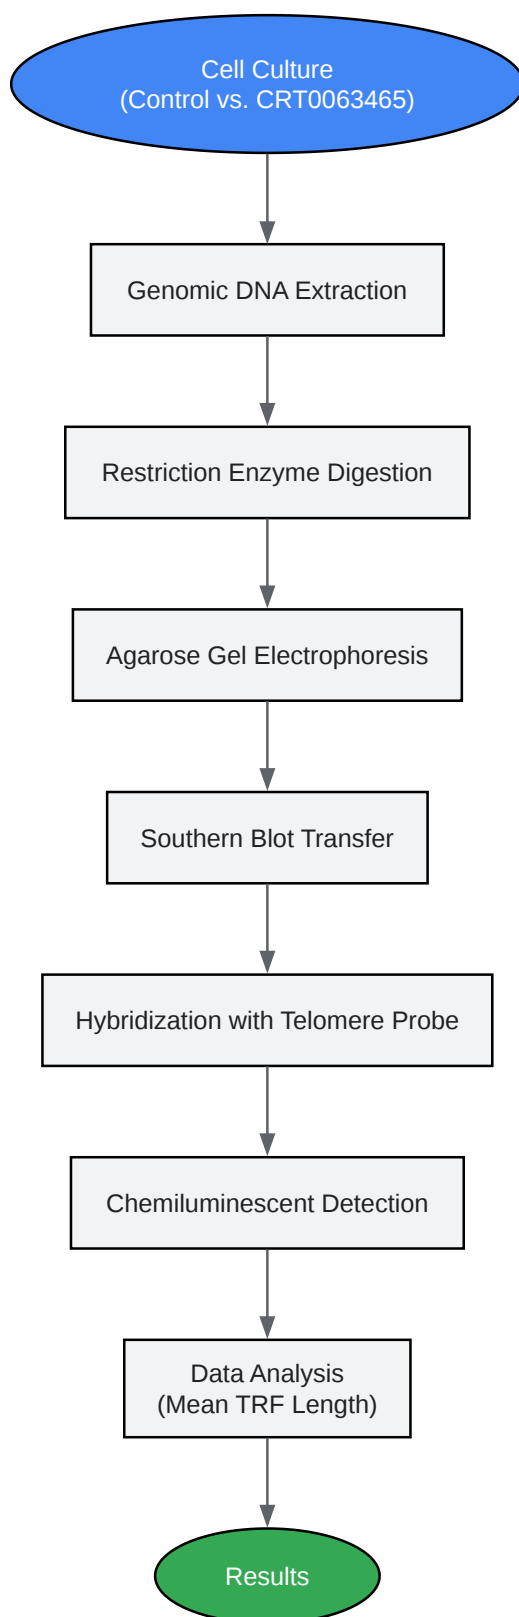 Cell Culture
(Control vs. CRT0063465)
Genomic DNA Extraction
Restriction Enzyme Digestion
Agarose Gel Electrophoresis
Southern Blot Transfer
Hybridization with Telomere Probe
Chemiluminescent Detection
Data Analysis
(Mean TRF Length)
Results